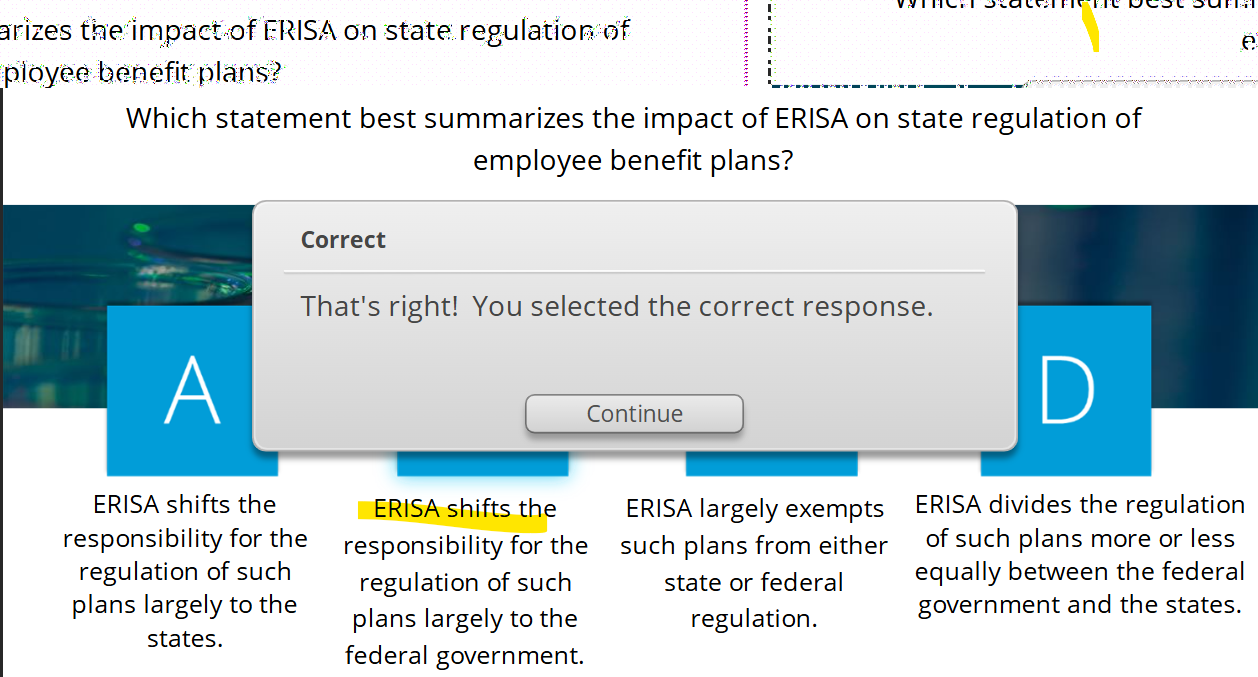 arizes the impact of ERISA on state regulation of
ployee benefit plans?
Which statement best sum
e
Which statement best summarizes the impact of ERISA on state regulation of
employee benefit plans?
Correct
That's right! You selected the correct response.
Continue
A
D
ERISA shifts the
responsibility for the
regulation of such
plans largely to the
states.
ERISA shifts the
responsibility for the
regulation of such
plans largely to the
federal government.
ERISA largely exempts
such plans from either
state or federal
regulation.
ERISA divides the regulation
of such plans more or less
equally between the federal
government and the states.